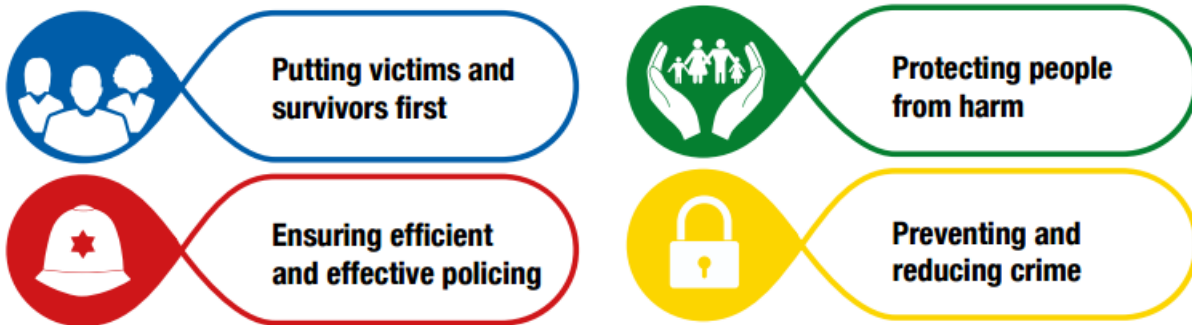 Putting victims and
survivors first
Protecting people
from harm
Ensuring efficient
and effective policing
Preventing and
reducing crime